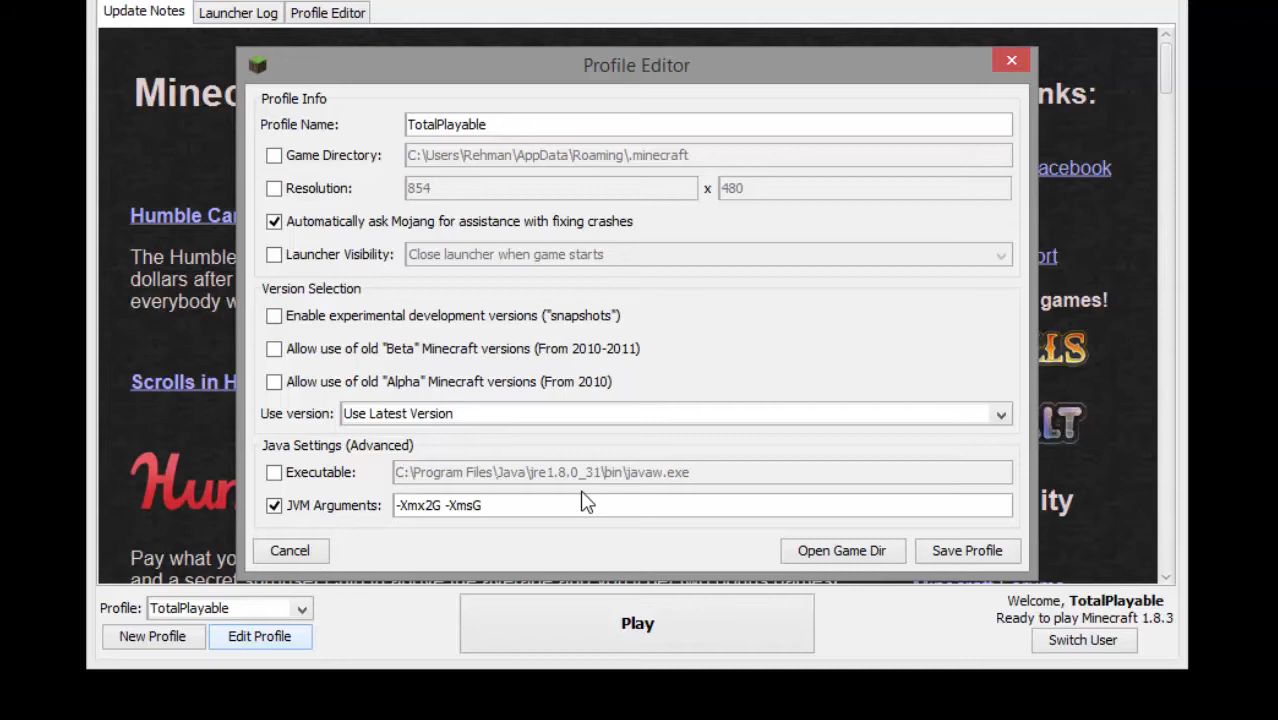 Update Notes Launcher Log Profile Editor
Profile Editor
Minec
nks:
Profile Info
Profile Name: TotalPlayable
Game Directory: C:\Users\Rehman\AppData\Roaming\.minecraft
acebook
Resolution: 854 x 480
Humble Ca
Automatically ask Mojang for assistance with fixing crashes
The Humble
Launcher Visibility: Close launcher when game starts
ort
dollars after
Version Selection
everybody w
games!
Enable experimental development versions ("snapshots")
Allow use of old "Beta" Minecraft versions (From 2010-2011)
Allow use of old "Alpha" Minecraft versions (From 2010)
Scrolls in H
Use version: Use Latest Version
Java Settings (Advanced)
Executable: C:\Program Files\Java\jre1.8.0_31\bin\javaw.exe
Hu
JVM Arguments: -Xmx2G -XmsG
ity
Cancel Open Game Dir Save Profile
Pay what you
Profile: TotalPlayable
New Profile Edit Profile
Play
Welcome, TotalPlayable
Ready to play Minecraft 1.8.3
Switch User